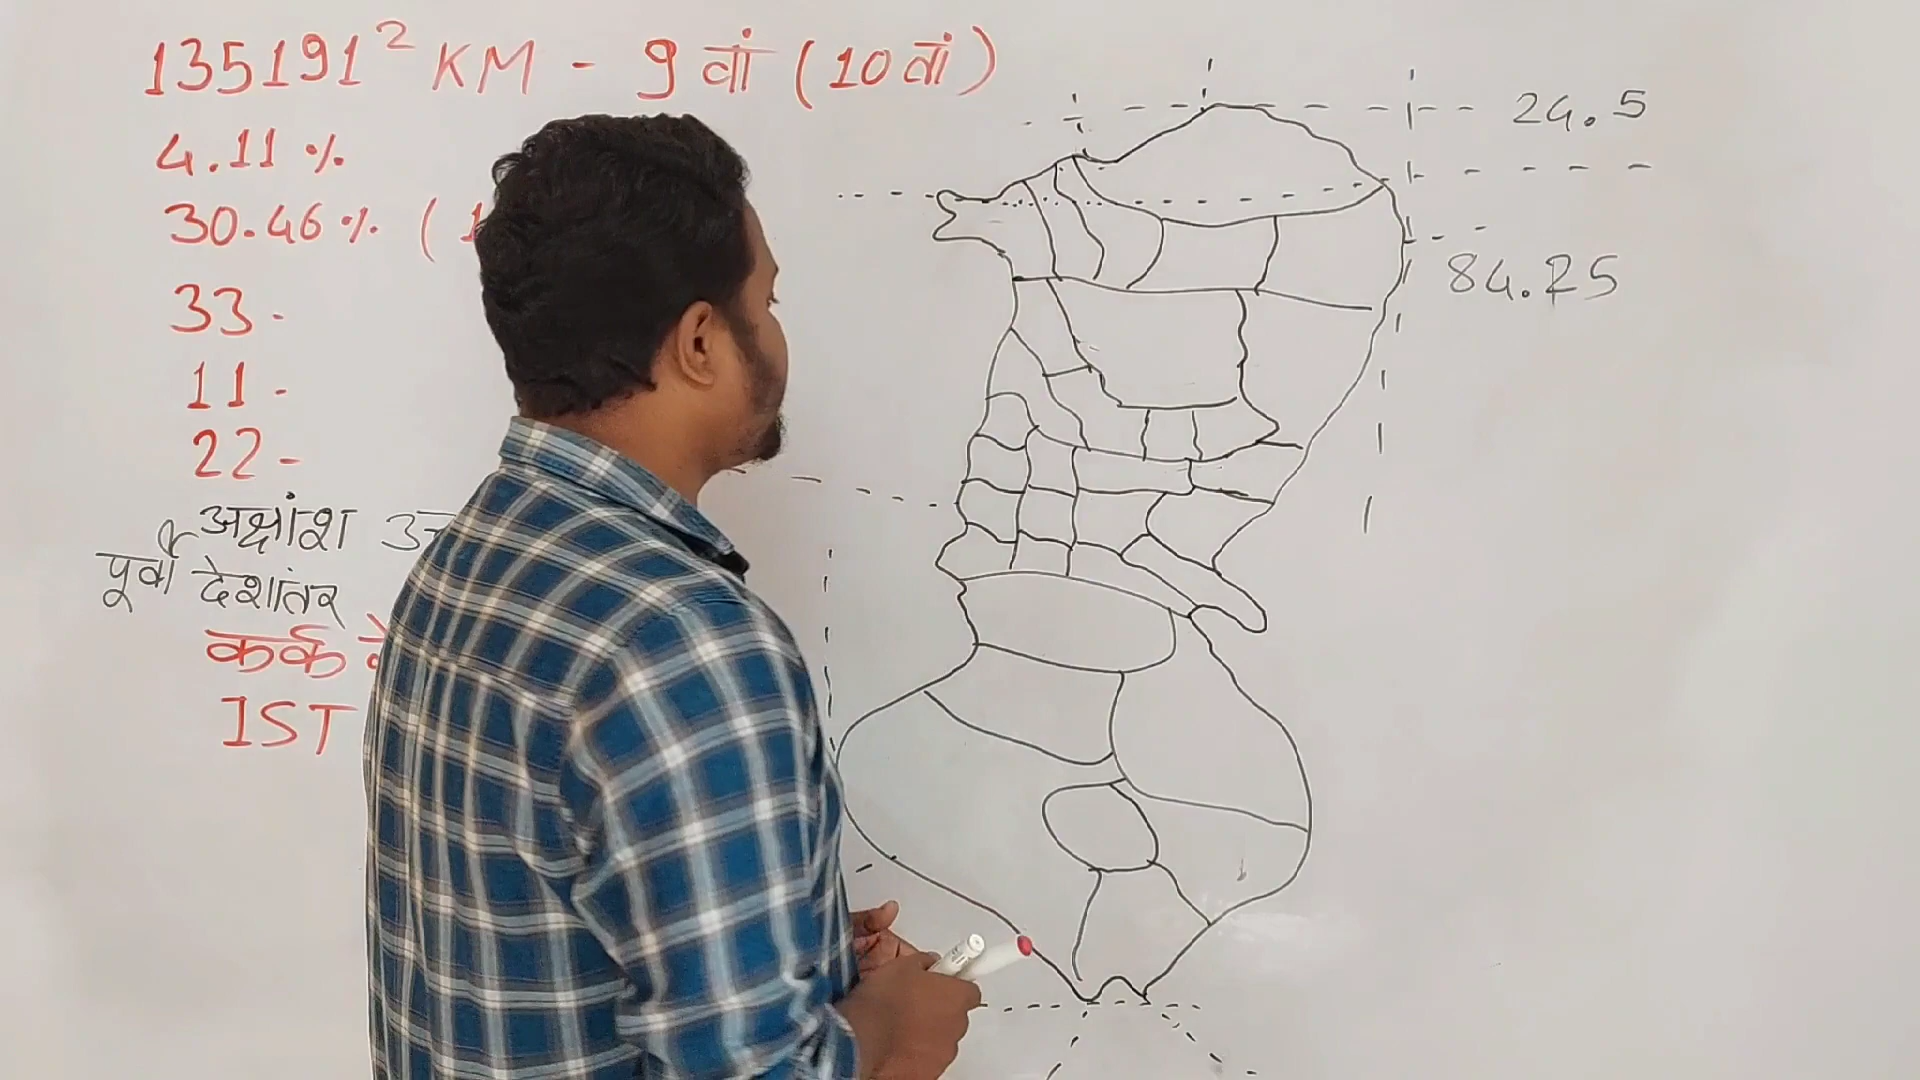 135191² KM - 9 वां (10 वां)
4.11 %
30.46 % ( 1
33 -
11 -
22 -
अक्षांश
पूर्वी देशांतर
कर्क
IST
24.5
84.25